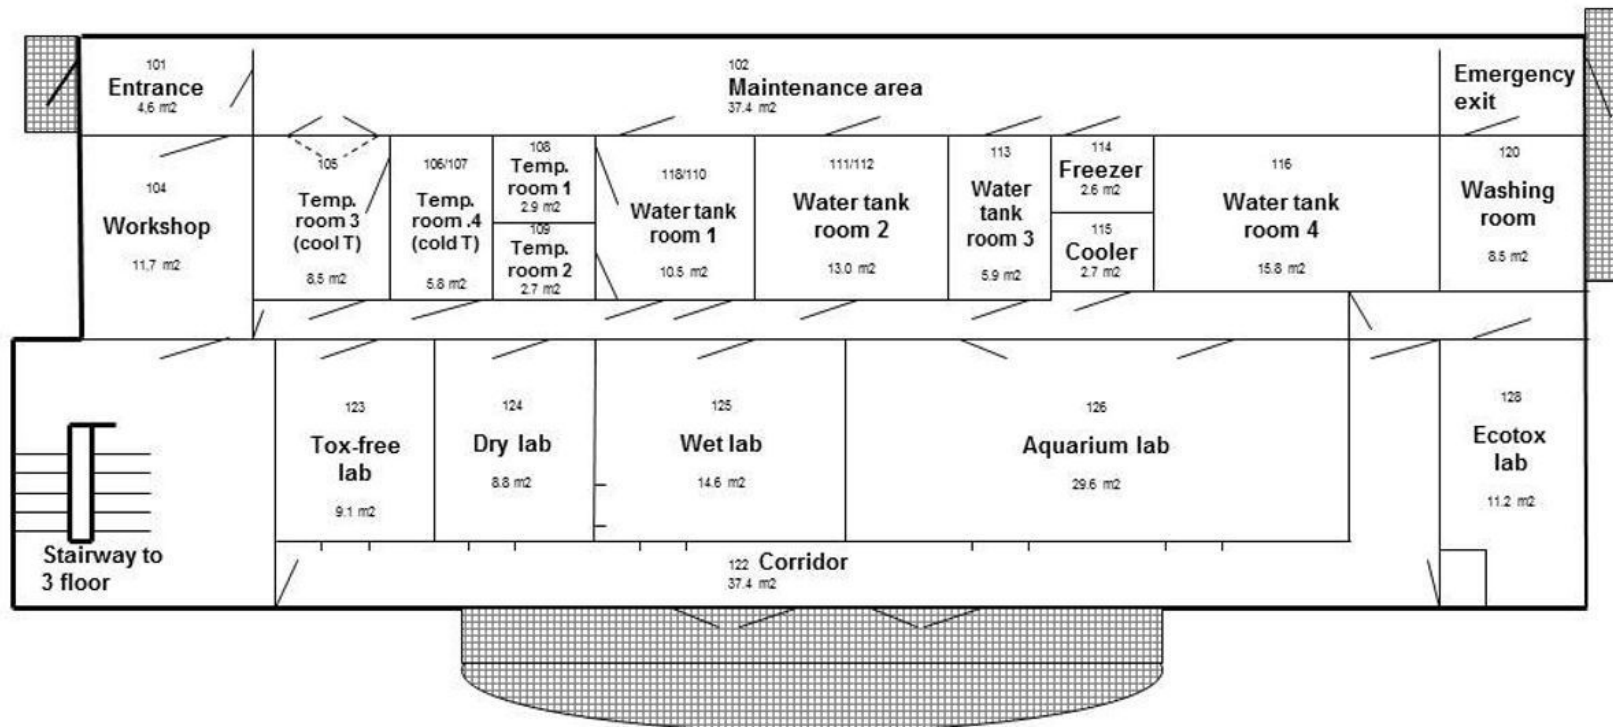 101
Entrance
4,6 m2
102
Maintenance area
37.4 m2
Emergency
exit
104
Workshop
11,7 m2
105
Temp.
room 3
(cool T)
8,5 m2
106/107
Temp.
room .4
(cold T)
5.8 m2
108
Temp.
room 1
2.9 m2
109
Temp.
room 2
2.7 m2
118/110
Water tank
room 1
10.5 m2
111/112
Water tank
room 2
13.0 m2
113
Water
tank
room 3
5.9 m2
114
Freezer
2.6 m2
115
Cooler
2.7 m2
116
Water tank
room 4
15.8 m2
120
Washing
room
8.5 m2
123
Tox-free
lab
9.1 m2
124
Dry lab
8.8 m2
125
Wet lab
14.6 m2
126
Aquarium lab
29.6 m2
128
Ecotox
lab
11.2 m2
Stairway to
3 floor
122 Corridor
37.4 m2